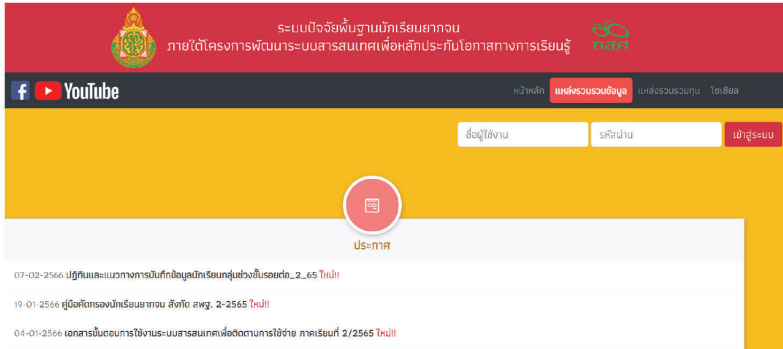 ระบบปัจจัยพื้นฐานนักเรียนยากจน
ภายใต้โครงการพัฒนาระบบสารสนเทศเพื่อหลักประกันโอกาสทางการเรียนรู้
กสศ
YouTube
หน้าหลัก แหล่งรวบรวมข้อมูล แหล่งรวบรวมทุน โซเชียล
ชื่อผู้ใช้งาน รหัสผ่าน เข้าสู่ระบบ
ประกาศ
07-02-2566 ปฎิทินและแนวทางการบันทึกข้อมูลนักเรียนกลุ่มช่วงชั้นรอยต่อ_2_65 ใหม่!!
19-01-2566 คู่มือคัดกรองนักเรียนยากจน สังกัด สพฐ. 2-2565 ใหม่!!
04-01-2566 เอกสารขั้นตอนการใช้งานระบบสารสนเทศเพื่อติดตามการใช้จ่าย ภาคเรียนที่ 2/2565 ใหม่!!